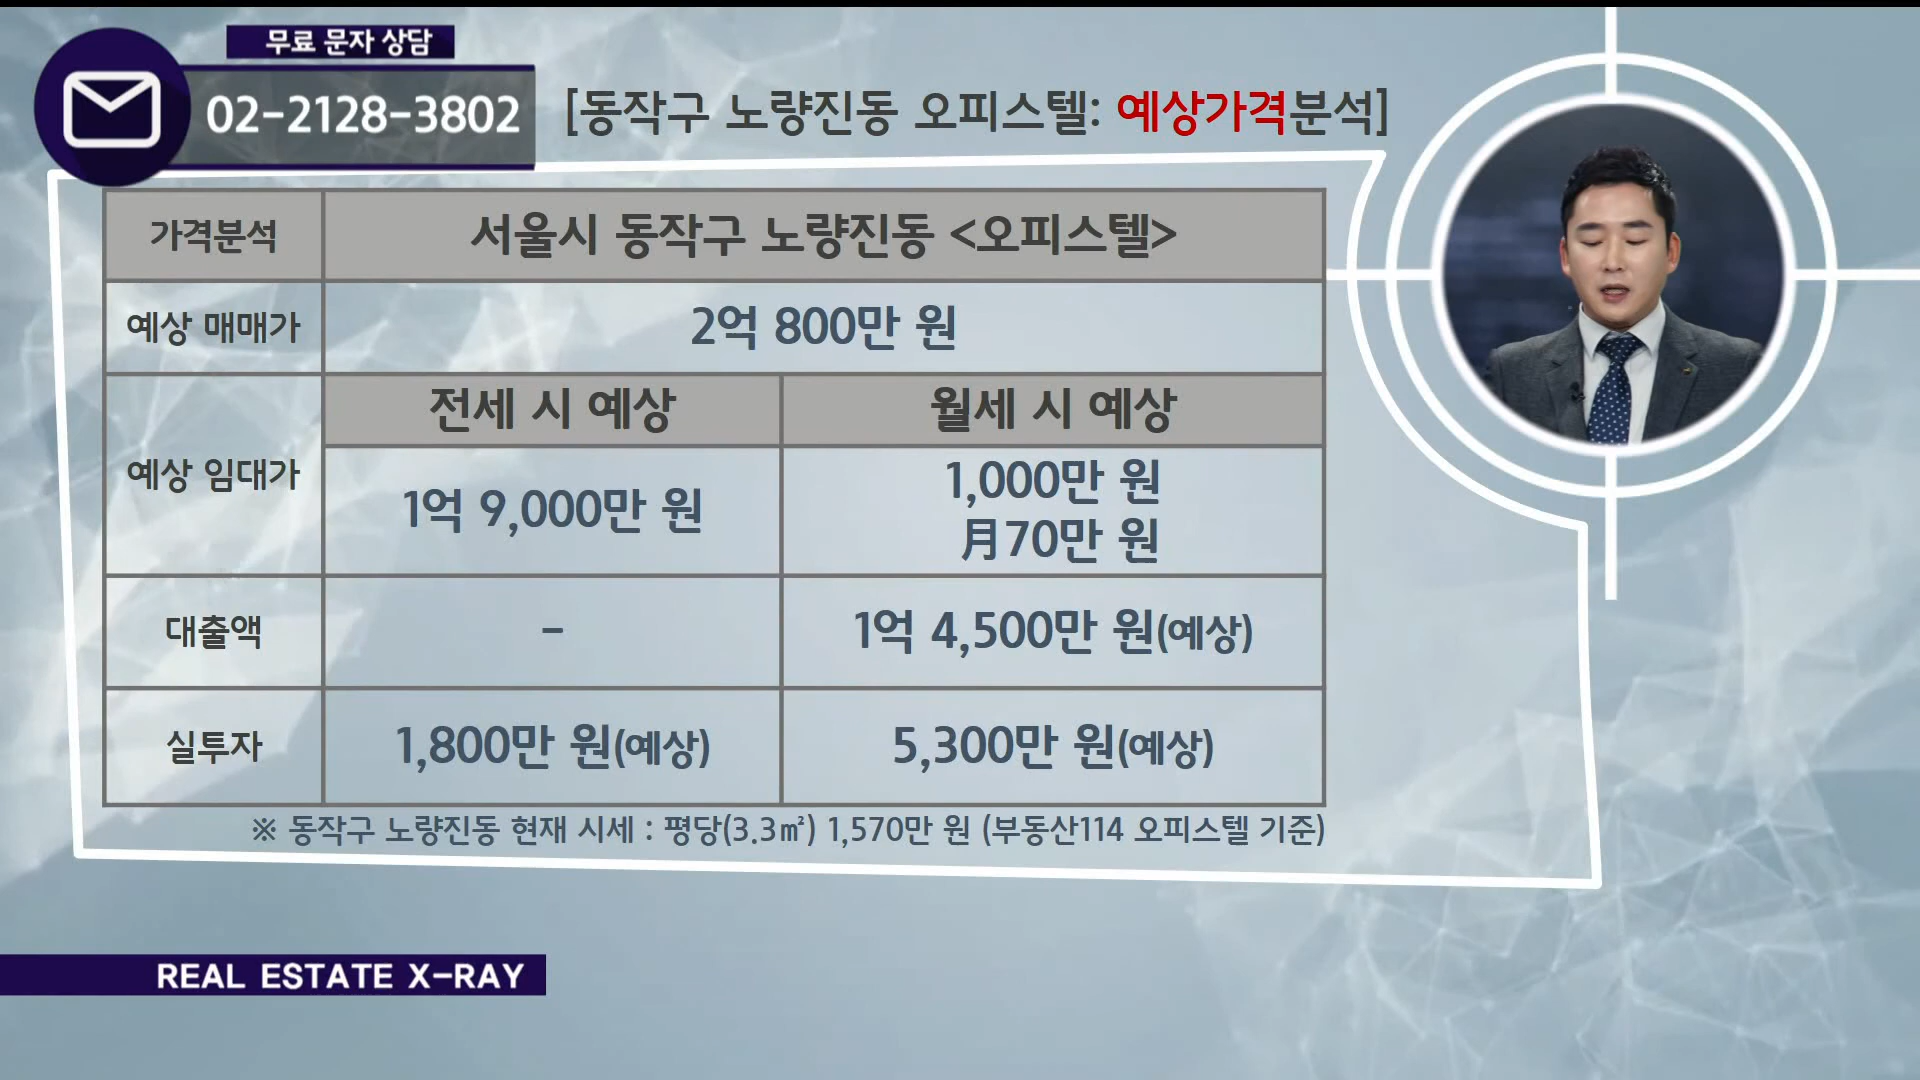 무료 문자 상담
02-2128-3802
[동작구 노량진동 오피스텔: 예상가격분석]
가격분석
서울시 동작구 노량진동 <오피스텔>
예상 매매가
2억 800만 원
예상 임대가
전세 시 예상
월세 시 예상
1억 9,000만 원
1,000만 원
月70만 원
대출액
-
1억 4,500만 원(예상)
실투자
1,800만 원(예상)
5,300만 원(예상)
※ 동작구 노량진동 현재 시세 : 평당(3.3㎡) 1,570만 원 (부동산114 오피스텔 기준)
REAL ESTATE X-RAY